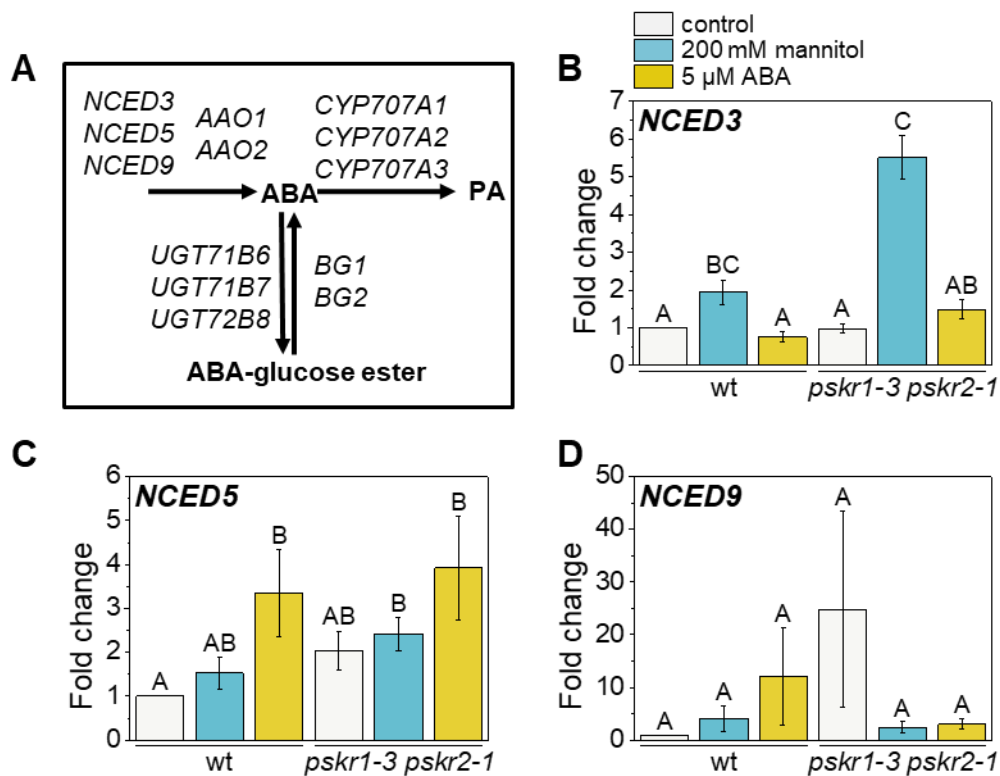 A
NCED3
NCED5
NCED9
AAO1
AAO2
CYP707A1
CYP707A2
CYP707A3
ABA
PA
UGT71B6
UGT71B7
UGT72B8
BG1
BG2
ABA-glucose ester
control
200 mM mannitol
5 µM ABA
B
NCED3
Fold change
7
6
5
4
3
2
1
0
A
BC
A
A
C
AB
wt
pskr1-3 pskr2-1
C
NCED5
Fold change
6
5
4
3
2
1
0
A
AB
B
AB
B
B
wt
pskr1-3 pskr2-1
D
NCED9
Fold change
50
40
30
20
10
0
A
A
A
A
A
A
wt
pskr1-3 pskr2-1